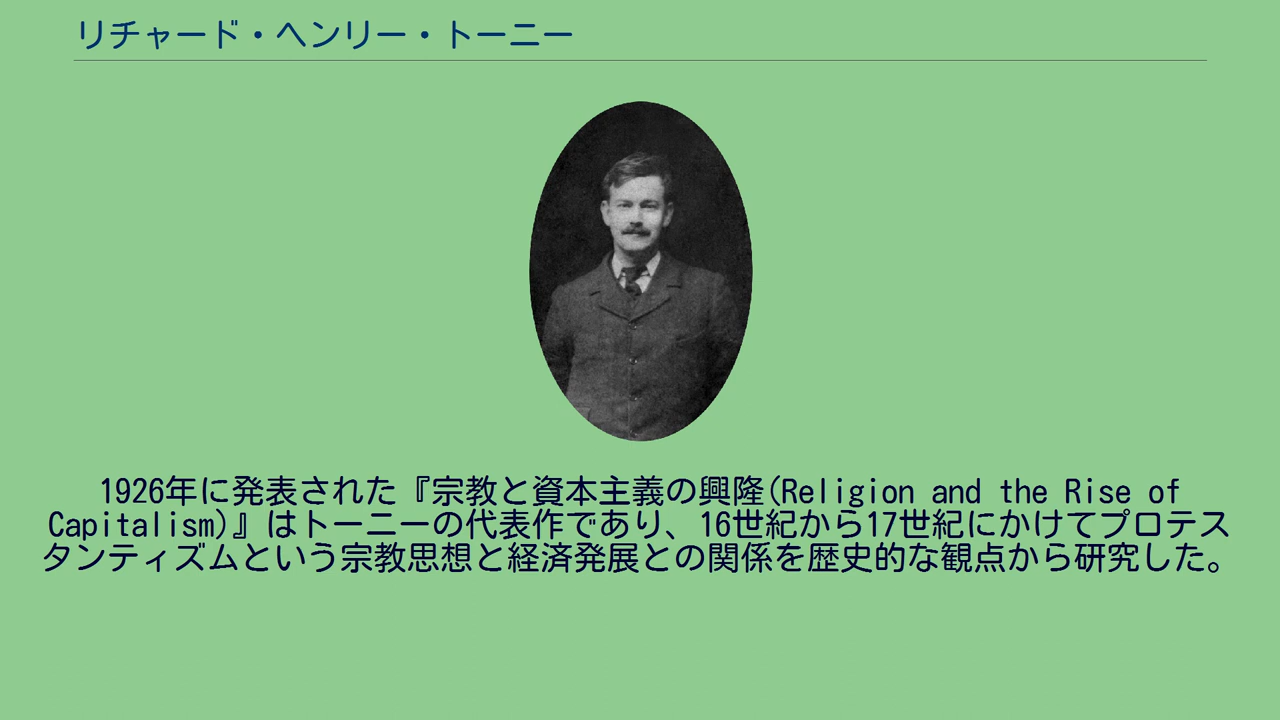 リチャード・ヘンリー・トーニー
1926年に発表された『宗教と資本主義の興隆(Religion and the Rise of
Capitalism)』はトーニーの代表作であり、16世紀から17世紀にかけてプロテス
タンティズムという宗教思想と経済発展との関係を歴史的な観点から研究した。